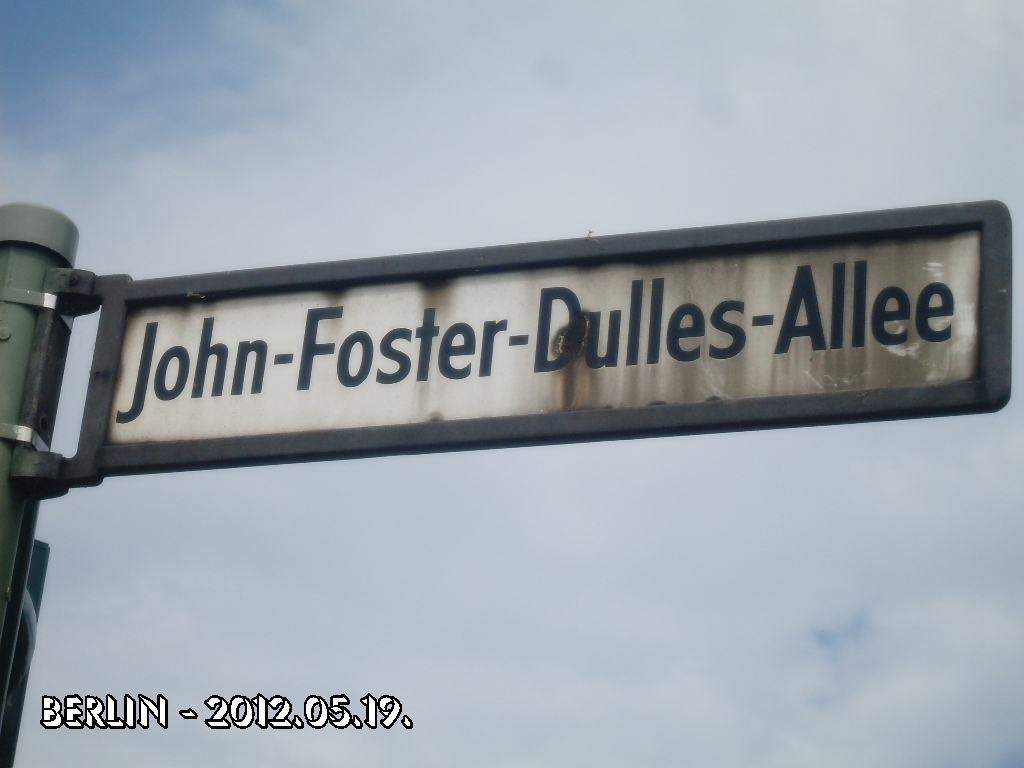 John-Foster-Dulles-Allee
BERLIN - 2012.05.19.